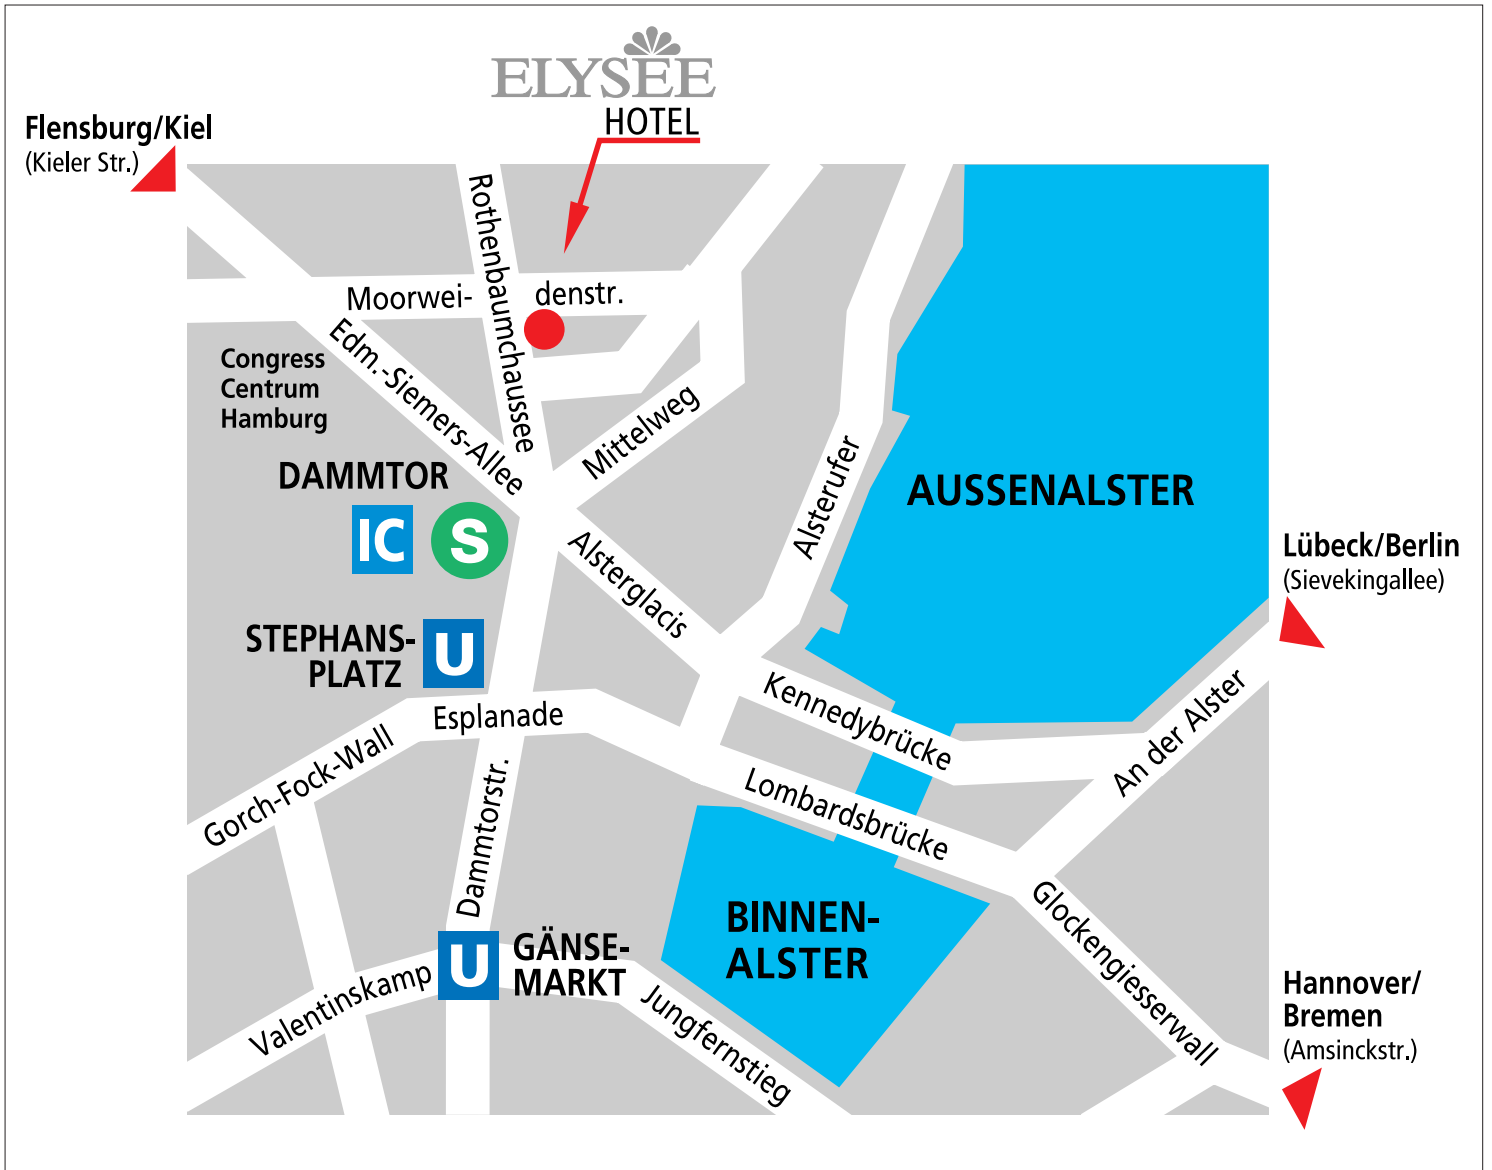 ELYSEE
HOTEL
Flensburg/Kiel
(Kieler Str.)
Rothenbaumchaussee
Moorwei- denstr.
Edm.-Siemers-Allee
Congress
Centrum
Hamburg
Mittelweg
DAMMTOR
IC S
Alsterufer
AUSSENALSTER
Alsterglacis
Lübeck/Berlin
(Sievekingallee)
STEPHANS-
PLATZ
U
Esplanade
Kennedybrücke
An der Alster
Gorch-Fock-Wall
Lombardsbrücke
Dammtorstr.
BINNEN-
ALSTER
Glockengiesserwall
U
GÄNSE-
MARKT
Valentinskamp
Jungfernstieg
Hannover/
Bremen
(Amsinckstr.)